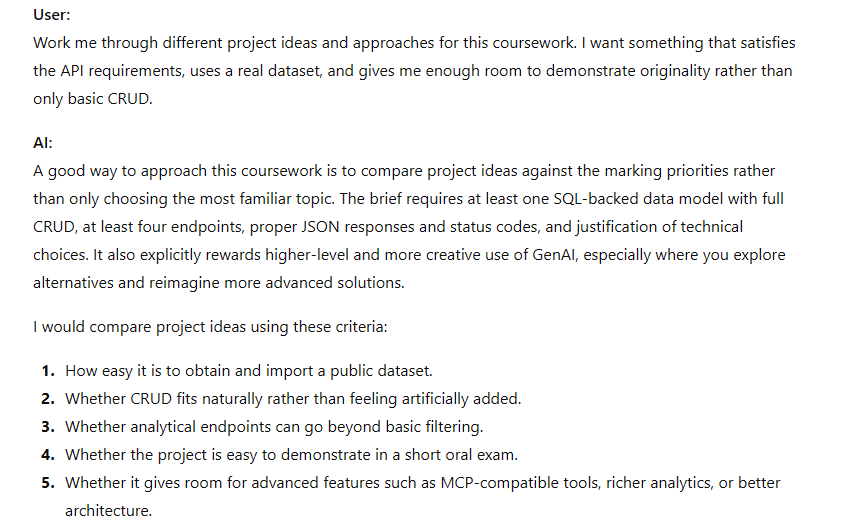 User:
Work me through different project ideas and approaches for this coursework. I want something that satisfies
the API requirements, uses a real dataset, and gives me enough room to demonstrate originality rather than
only basic CRUD.
AI:
A good way to approach this coursework is to compare project ideas against the marking priorities rather
than only choosing the most familiar topic. The brief requires at least one SQL-backed data model with full
CRUD, at least four endpoints, proper JSON responses and status codes, and justification of technical
choices. It also explicitly rewards higher-level and more creative use of GenAI, especially where you explore
alternatives and reimagine more advanced solutions.
I would compare project ideas using these criteria:
1. How easy it is to obtain and import a public dataset.
2. Whether CRUD fits naturally rather than feeling artificially added.
3. Whether analytical endpoints can go beyond basic filtering.
4. Whether the project is easy to demonstrate in a short oral exam.
5. Whether it gives room for advanced features such as MCP-compatible tools, richer analytics, or better
architecture.